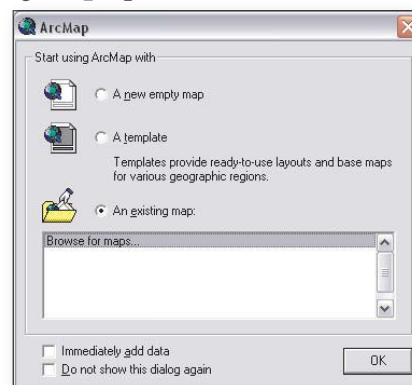 ArcMap
Start using ArcMap with
A new empty map
A template
Templates provide ready-to-use layouts and base maps
for various geographic regions.
An existing map:
Browse for maps...
Immediately add data
Do not show this dialog again
OK